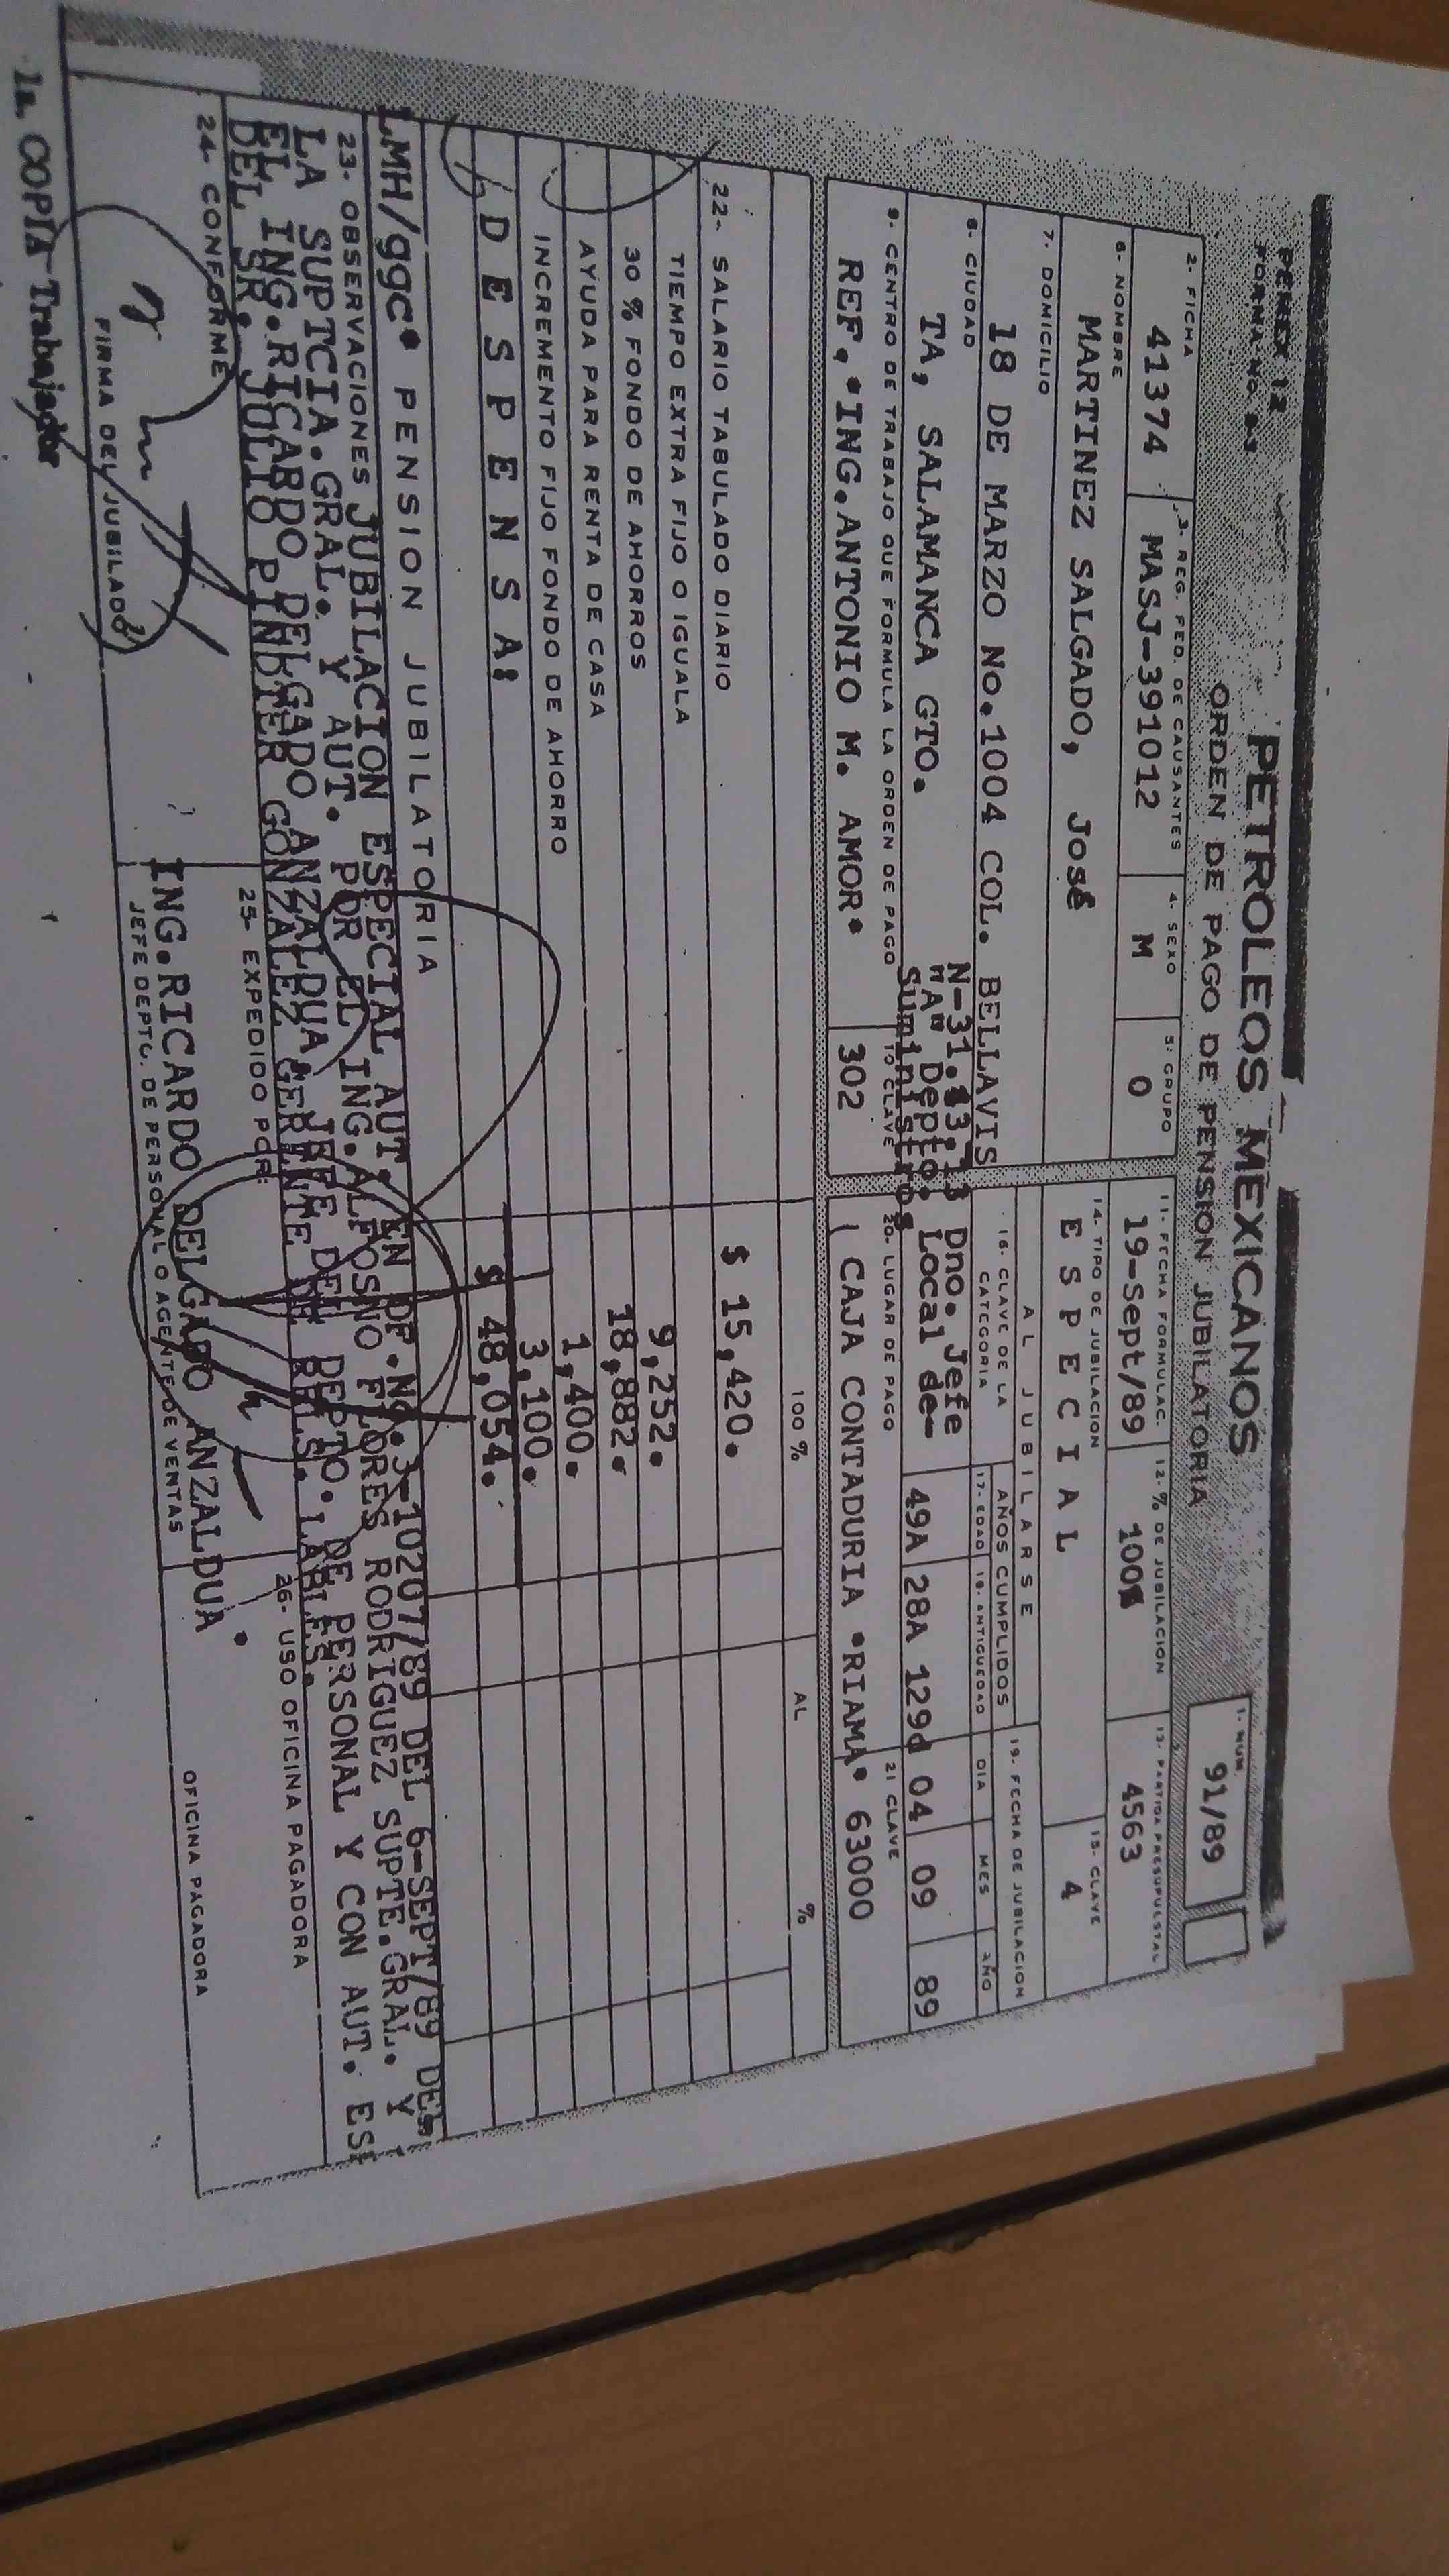 PEMEX 12
FORMA No.
PETROLEOS MEXICANOS
ORDEN DE PAGO DE PENSION JUBILATORIA
1- NUM.
91/89
2- FICHA
3- REG. FED. DE CAUSANTES
4- SEXO
5- GRUPO
11- FECHA FORMULAC.
12- % DE JUBILACION
13- PARTIDA PRESUPUESTAL
41374
MASJ-391012
M
0
19-Sept/89
100%
4563
6- NOMBRE
14- TIPO DE JUBILACION
15- CLAVE
MARTINEZ SALGADO, José
E S P E C I A L
4
7- DOMICILIO
A L J U B I L A R S E
19- FECHA DE JUBILACION
18 DE MARZO No.1004 COL. BELLAVIS
16- CLAVE DE LA CATEGORIA
AÑOS CUMPLIDOS
17- EDAD
18- ANTIGUEDAD
DIA
MES
AÑO
8- CIUDAD
TA, SALAMANCA GTO.
Dno. Jefe
"A" Depto. Local de-
Suministros
49A
28A 129d
04
09
89
9- CENTRO DE TRABAJO QUE FORMULA LA ORDEN DE PAGO
10 CLAVE
20- LUGAR DE PAGO
21 CLAVE
REF. "ING.ANTONIO M. AMOR"
302
CAJA CONTADURIA "RIAMA"
63000
100 %
AL
%
22- SALARIO TABULADO DIARIO
$ 15,420.
TIEMPO EXTRA FIJO O IGUALA
9,252.
30 % FONDO DE AHORROS
18,882.
AYUDA PARA RENTA DE CASA
1,400.
INCREMENTO FIJO FONDO DE AHORRO
3,100.
D E S P E N S A:
$ 48,054.
LMH/ggc* PENSION JUBILATORIA
23- OBSERVACIONES JUBILACION ESPECIAL AUT. EN OF.No.3-10207/89 DEL 6-SEPT/89 DEL
LA SUPTCIA.GRAL. Y AUT. POR EL ING.ALFOSNO FLORES RODRIGUEZ SUPTE.GRAL. Y
EL ING.RICARDO DELGADO ANZALDUA JEFE DEL DEPTO. DE PERSONAL Y CON AUT. ES
DEL SR. JULIO PINDTER GONZALEZ GERENTE DE RELS. LABLES.
24- CONFORME
25- EXPEDIDO POR:
26- USO OFICINA PAGADORA
ING.RICARDO DELGADO ANZALDUA
FIRMA DEL JUBILADO
JEFE DEPTO. DE PERSONAL O AGENTE DE VENTAS
OFICINA PAGADORA
1a COPIA Trabajador